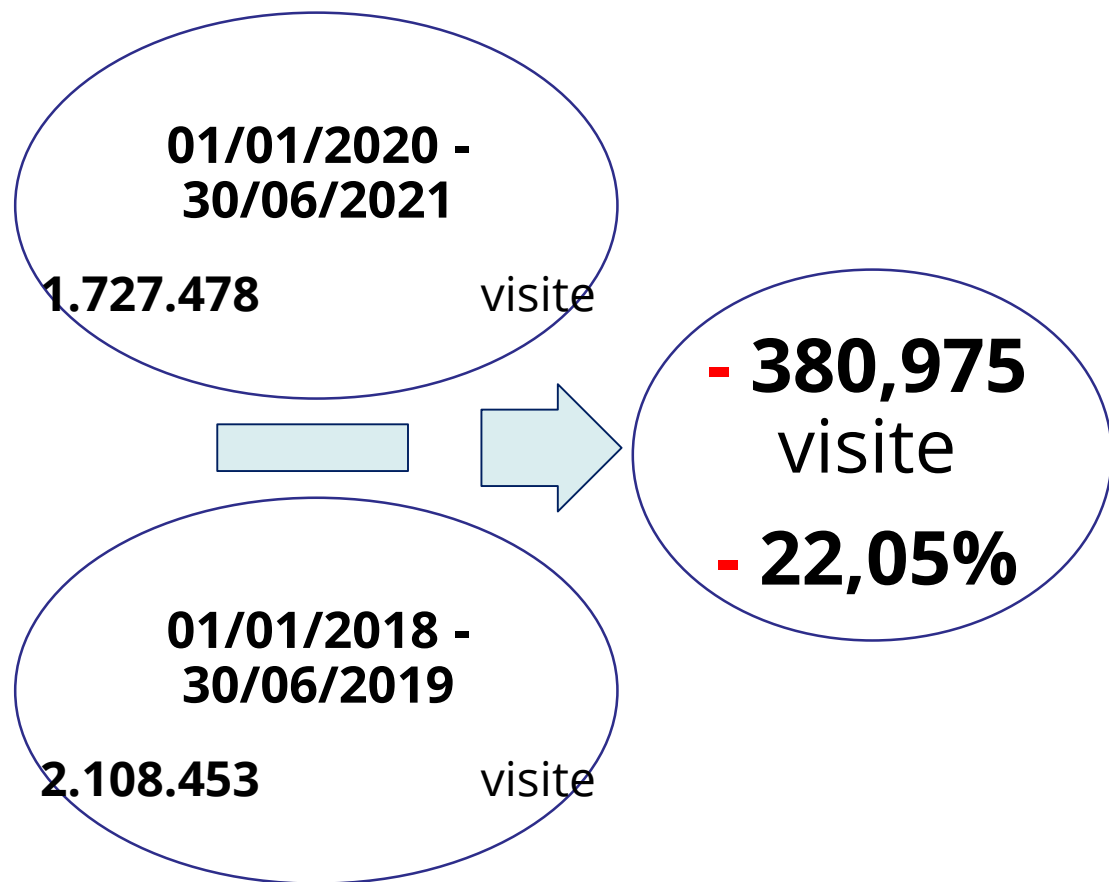 01/01/2020 -
30/06/2021
1.727.478 visite
- 380,975
visite
- 22,05%
01/01/2018 -
30/06/2019
2.108.453 visite